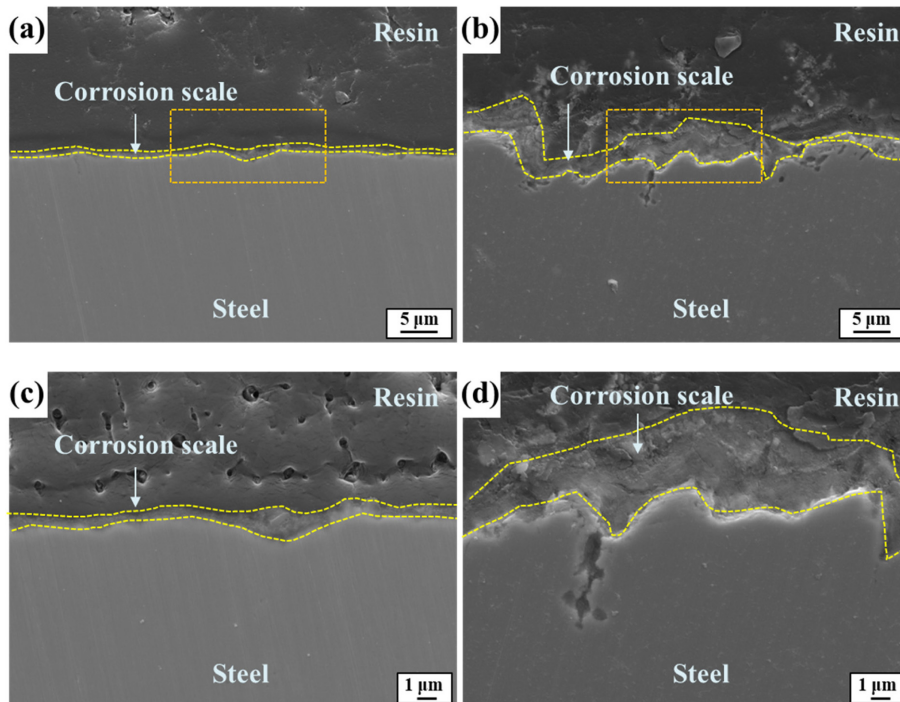 (a)
Resin
Corrosion scale
Steel
5 μm
(b)
Resin
Corrosion scale
Steel
5 μm
(c)
Resin
Corrosion scale
Steel
1 μm
(d)
Corrosion scale
Resin
Steel
1 μm